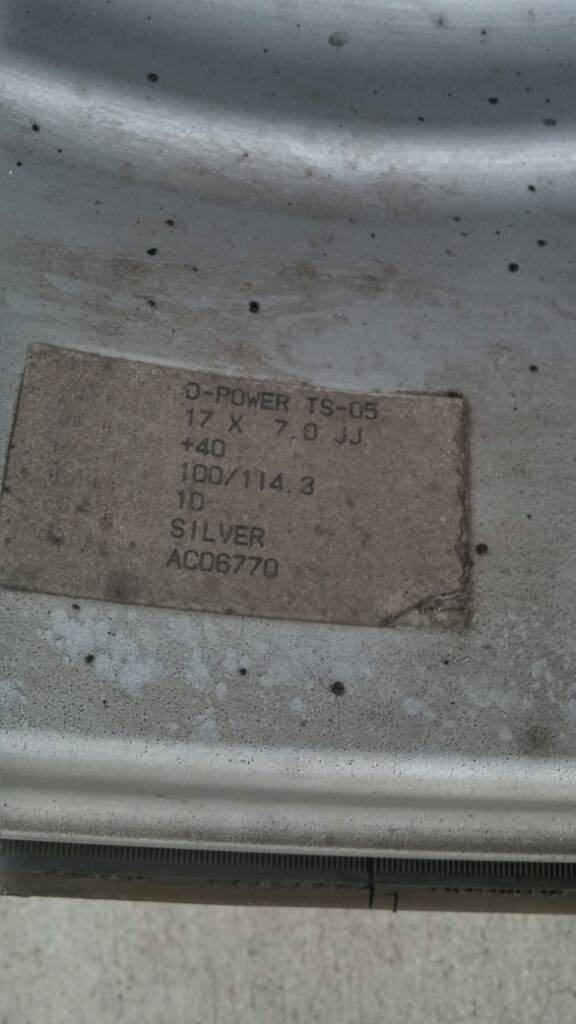 D-POWER TS-05
17 X 7.0 JJ
+40
100/114.3
10
SILVER
AC06770